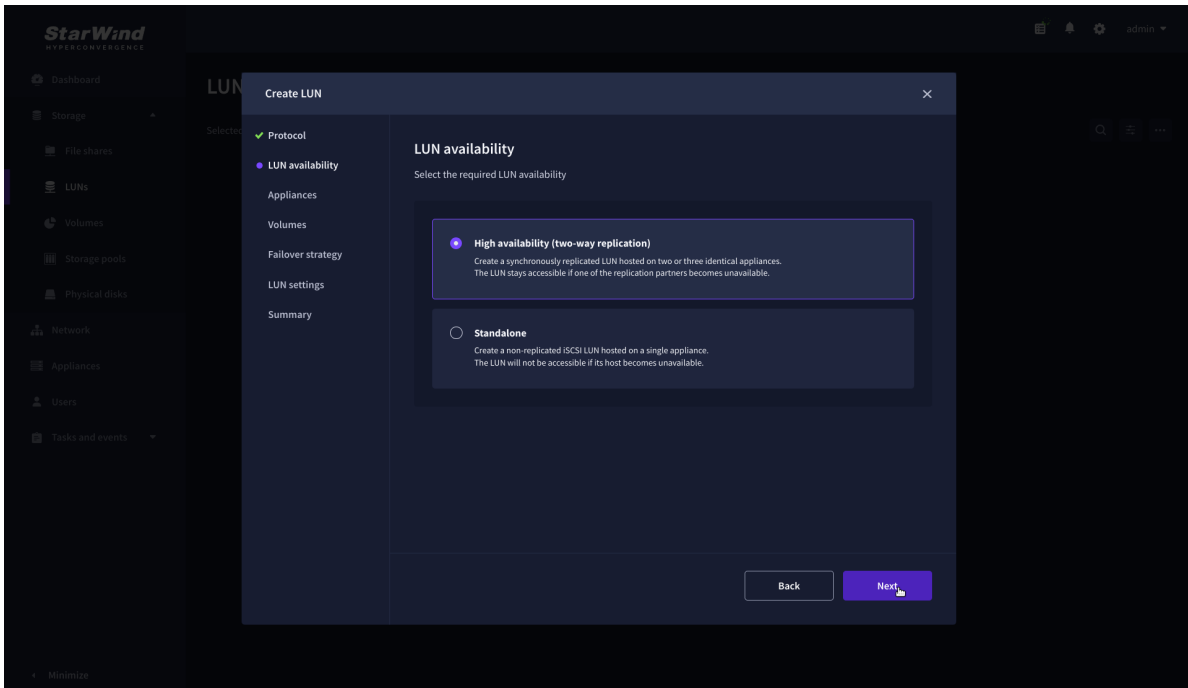 StarWind
HYPERCONVERGENCE
admin
Dashboard
Storage
File shares
LUNs
Volumes
Storage pools
Physical disks
Network
Appliances
Users
Tasks and events
Minimize
LUN
Selected
Create LUN
Protocol
LUN availability
Appliances
Volumes
Failover strategy
LUN settings
Summary
LUN availability
Select the required LUN availability
High availability (two-way replication)
Create a synchronously replicated LUN hosted on two or three identical appliances.
The LUN stays accessible if one of the replication partners becomes unavailable.
Standalone
Create a non-replicated iSCSI LUN hosted on a single appliance.
The LUN will not be accessible if its host becomes unavailable.
Back
Next